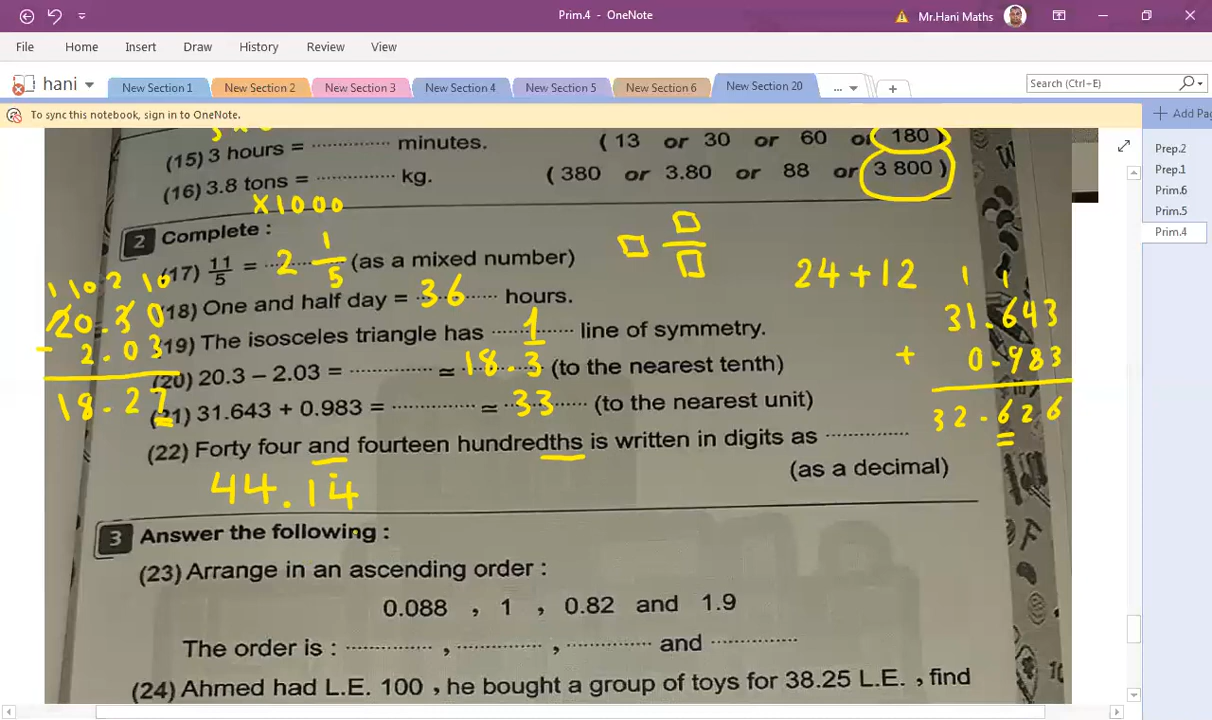 Prim.4 - OneNote
Mr.Hani Maths
File Home Insert Draw History Review View
hani
New Section 1 New Section 2 New Section 3 New Section 4 New Section 5 New Section 6 New Section 20 ... +
Search (Ctrl+E)
To sync this notebook, sign in to OneNote.
Add Pag
Prep.2
Prep.1
Prim.6
Prim.5
Prim.4
(15) 3 hours = ............ minutes. ( 13 or 30 or 60 or 180 )
(16) 3.8 tons = ............ kg. ( 380 or 3.80 or 88 or 3 800 )
×1000
2 Complete :
(17) 11/5 = 2 1/5 (as a mixed number)
24 + 12
(18) One and half day = 36 hours.
(19) The isosceles triangle has 1 line of symmetry.
(20) 20.3 – 2.03 = ............ ≃ 18.3 (to the nearest tenth)
(21) 31.643 + 0.983 = ............ ≃ 33 (to the nearest unit)
(22) Forty four and fourteen hundredths is written in digits as ............
(as a decimal)
44.14
1 10 2 10
20.30
- 2.03
18.27
1 1
31.643
+ 0.983
32.626
3 Answer the following :
(23) Arrange in an ascending order :
0.088 , 1 , 0.82 and 1.9
The order is : ............ , ............ , ............ and ............
(24) Ahmed had L.E. 100 , he bought a group of toys for 38.25 L.E. , find